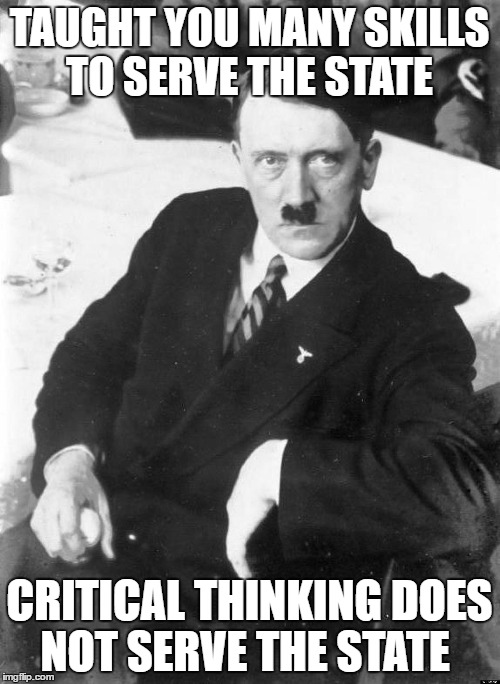 TAUGHT YOU MANY SKILLS
TO SERVE THE STATE
CRITICAL THINKING DOES
NOT SERVE THE STATE
imgflip.com